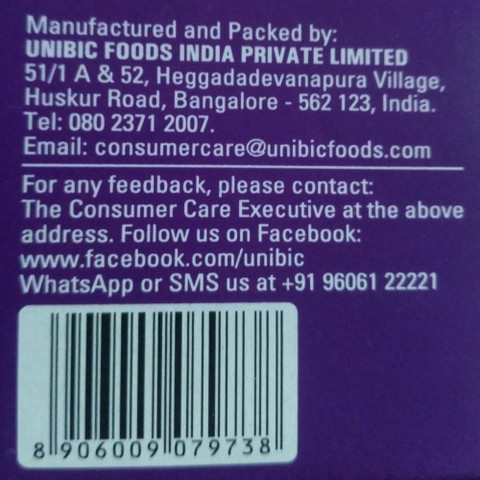 Manufactured and Packed by:
UNIBIC FOODS INDIA PRIVATE LIMITED
51/1 A & 52, Heggadadevanapura Village,
Huskur Road, Bangalore - 562 123, India.
Tel: 080 2371 2007.
Email: consumercare@unibicfoods.com
For any feedback, please contact:
The Consumer Care Executive at the above
address. Follow us on Facebook:
www.facebook.com/unibic
WhatsApp or SMS us at +91 96061 22221
8 906009 079738